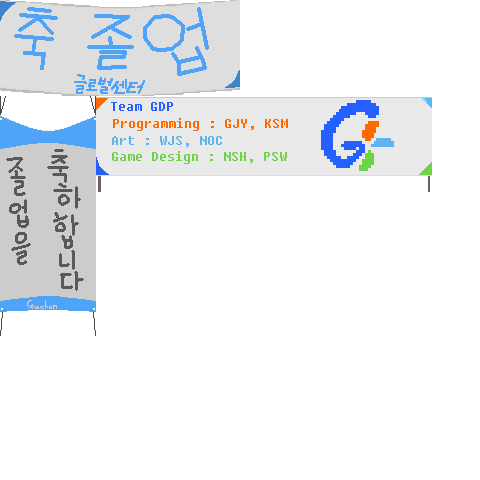 축 졸업
글로벌센터
Team GDP
Programming : GJY, KSM
Art : WJS, NOC
Game Design : NSH, PSW
졸업을
축하합니다
Gachon